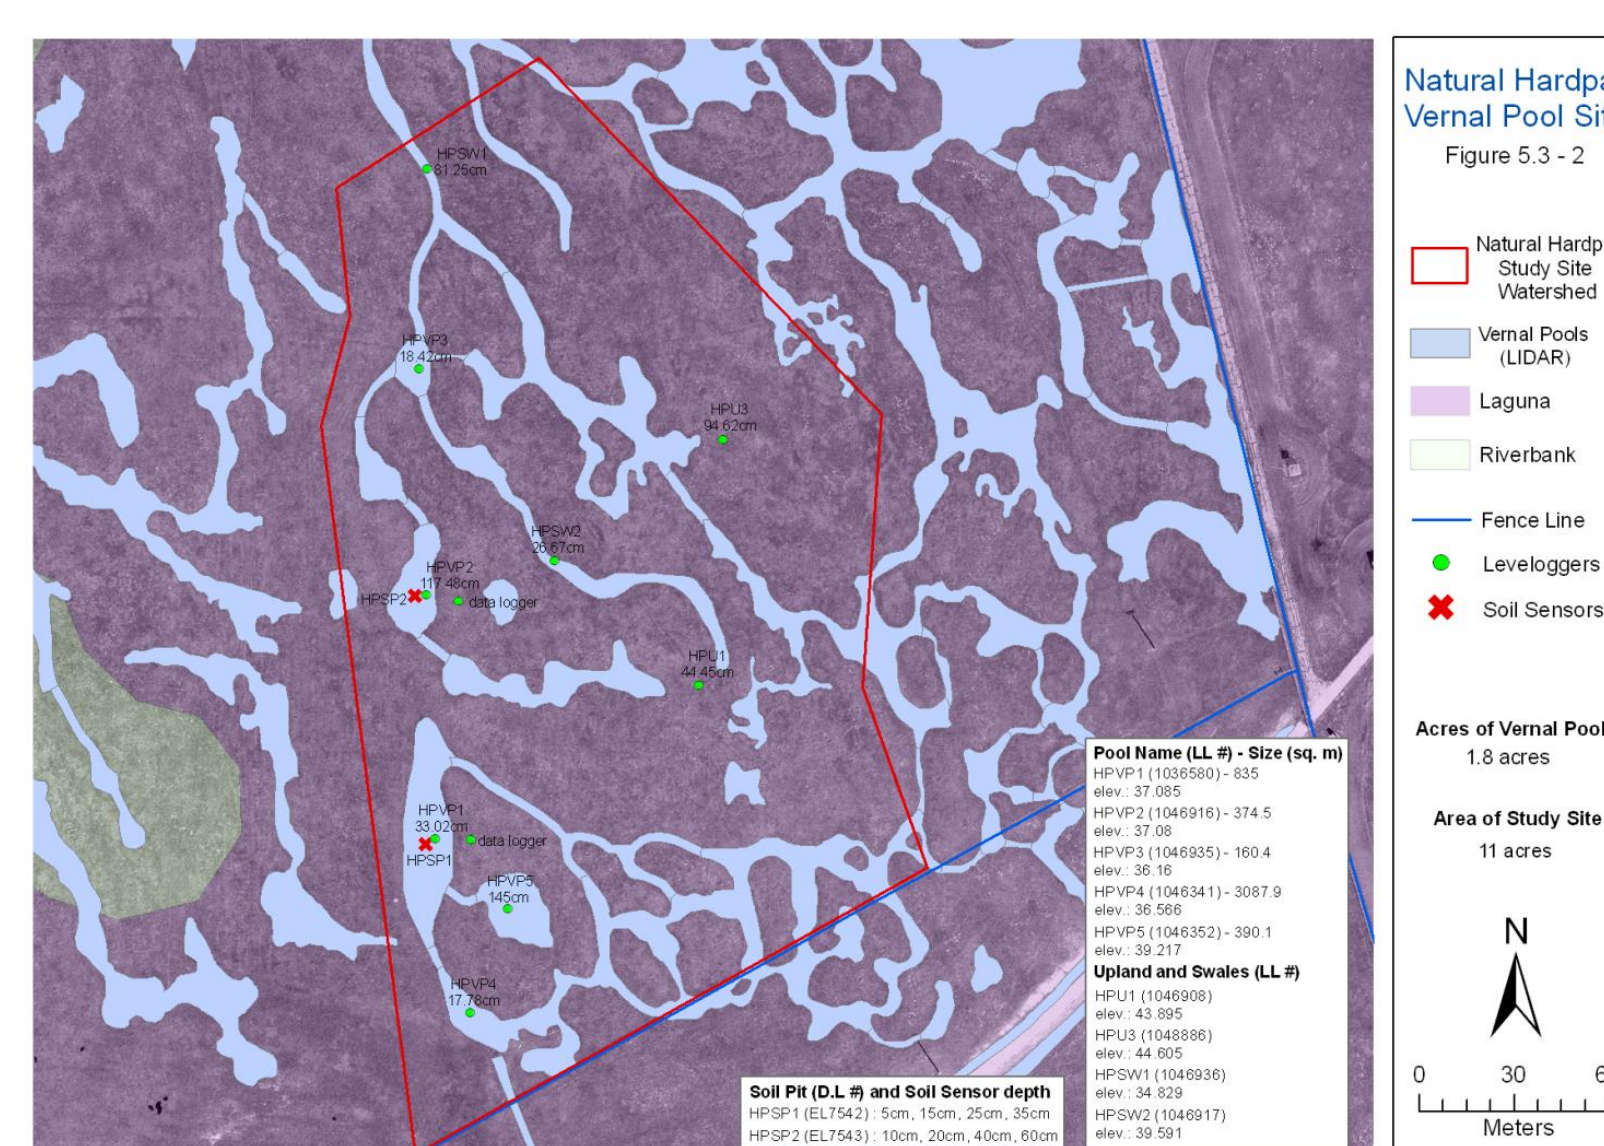 HPSW1
81.25cm
HPVP3
18.42cm
HPU3
94.62cm
HPSW2
26.67cm
HPVP2
117.48cm
HPSP2
data logger
HPU1
44.45cm
HPVP1
33.02cm
data logger
HPSP1
HPVP5
145cm
HPVP4
17.78cm
Pool Name (LL #) - Size (sq. m)
HPVP1 (1036580) - 835
elev.: 37.085
HPVP2 (1046916) - 374.5
elev.: 37.08
HPVP3 (1046935) - 160.4
elev.: 36.16
HPVP4 (1046341) - 3087.9
elev.: 36.566
HPVP5 (1046352) - 390.1
elev.: 39.217
Upland and Swales (LL #)
HPU1 (1046908)
elev.: 43.895
HPU3 (1048886)
elev.: 44.605
HPSW1 (1046936)
elev.: 34.829
HPSW2 (1046917)
elev.: 39.591
Soil Pit (D.L #) and Soil Sensor depth
HPSP1 (EL7542) : 5cm, 15cm, 25cm, 35cm
HPSP2 (EL7543) : 10cm, 20cm, 40cm, 60cm
Natural Hardpa
Vernal Pool Sit
Figure 5.3 - 2
Natural Hardp
Study Site
Watershed
Vernal Pools
(LIDAR)
Laguna
Riverbank
Fence Line
Leveloggers
Soil Sensors
Acres of Vernal Pool
1.8 acres
Area of Study Site
11 acres
N
0 30 6
Meters